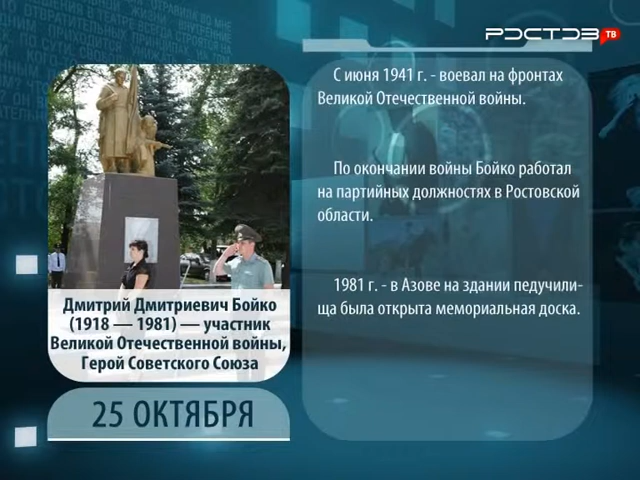 РОСТОВ ТВ
С июня 1941 г. - воевал на фронтах
Великой Отечественной войны.
По окончании войны Бойко работал
на партийных должностях в Ростовской
области.
1981 г. - в Азове на здании педучили-
ща была открыта мемориальная доска.
Дмитрий Дмитриевич Бойко
(1918 — 1981) — участник
Великой Отечественной войны,
Герой Советского Союза
25 ОКТЯБРЯ